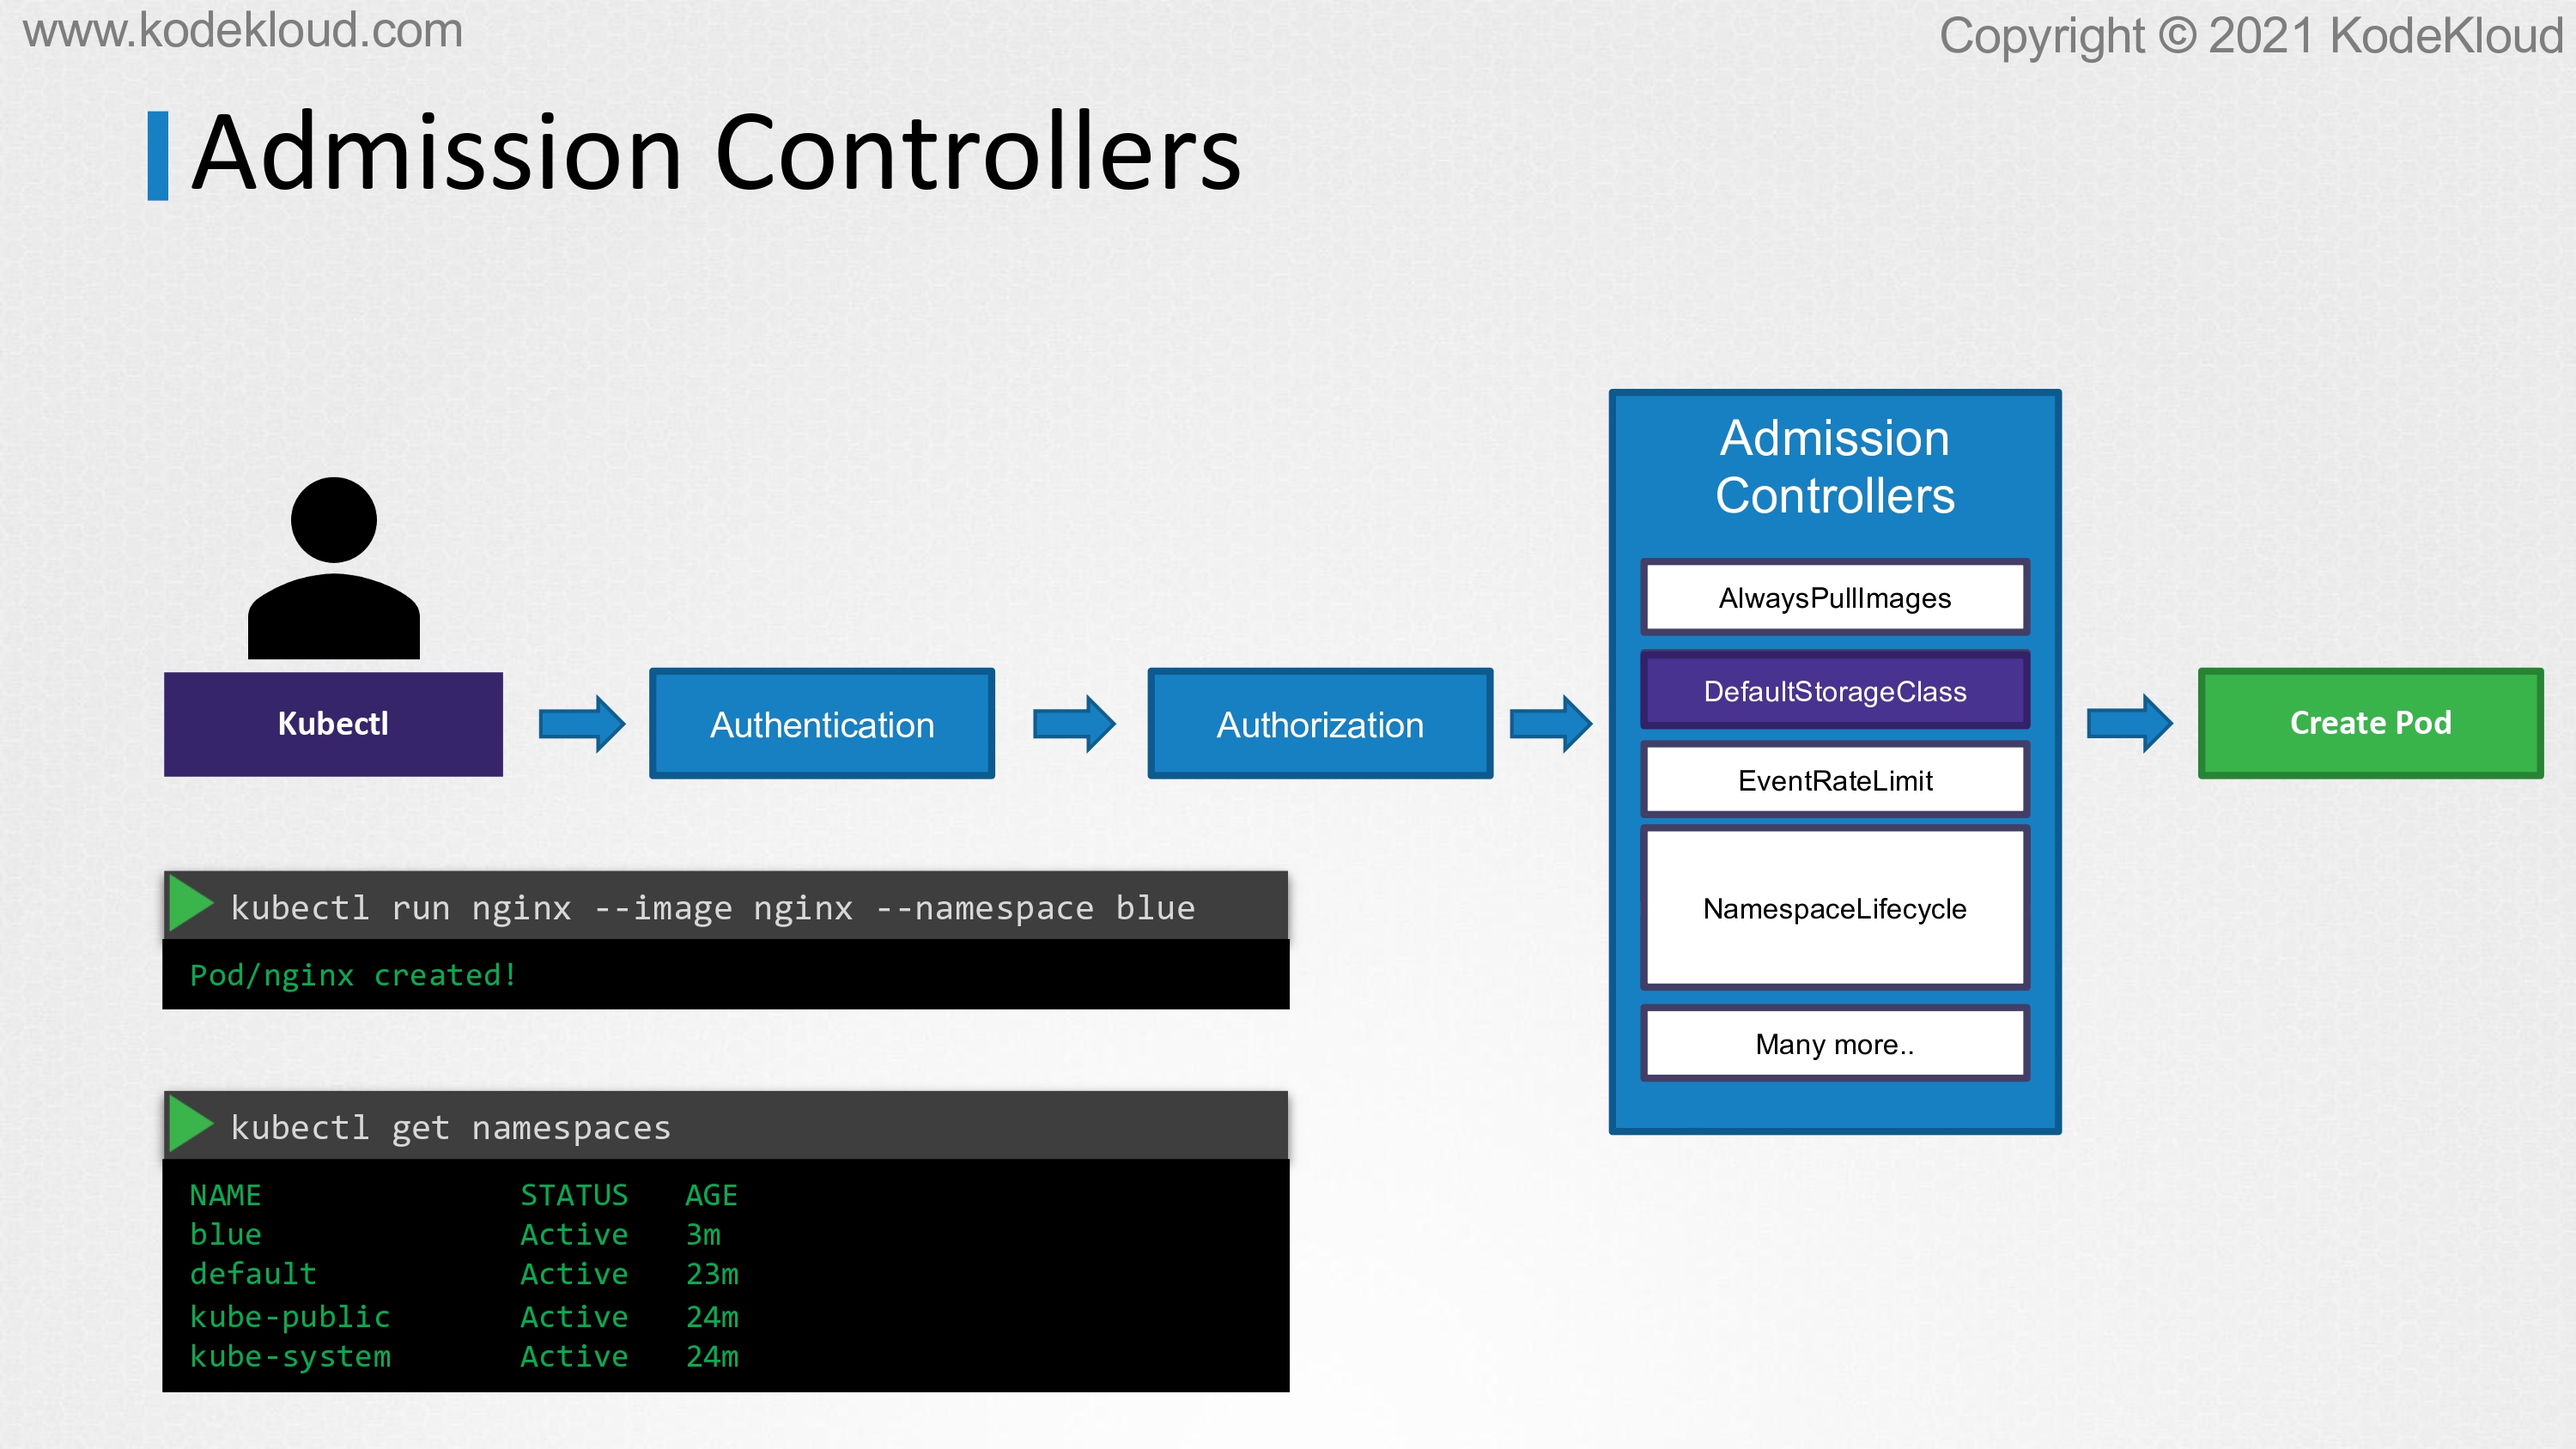 www.kodekloud.com
Copyright © 2021 KodeKloud
Admission Controllers
Kubectl
Authentication
Authorization
Admission
Controllers
AlwaysPullImages
DefaultStorageClass
EventRateLimit
NamespaceLifecycle
Many more..
Create Pod
kubectl run nginx --image nginx --namespace blue
Pod/nginx created!
kubectl get namespaces
NAME STATUS AGE
blue Active 3m
default Active 23m
kube-public Active 24m
kube-system Active 24m